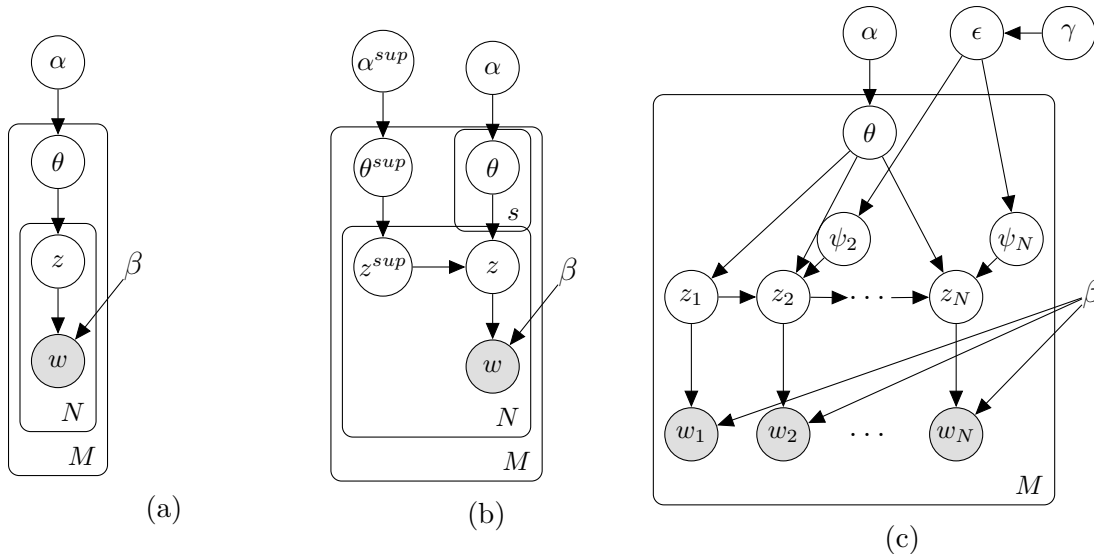 α
θ
z
β
w
N
M
(a)
α^{sup}
α
θ^{sup}
θ
s
z^{sup}
z
β
w
N
M
(b)
α
ϵ
γ
θ
ψ_2
ψ_N
z_1
z_2
· · ·
z_N
β
w_1
w_2
· · ·
w_N
M
(c)